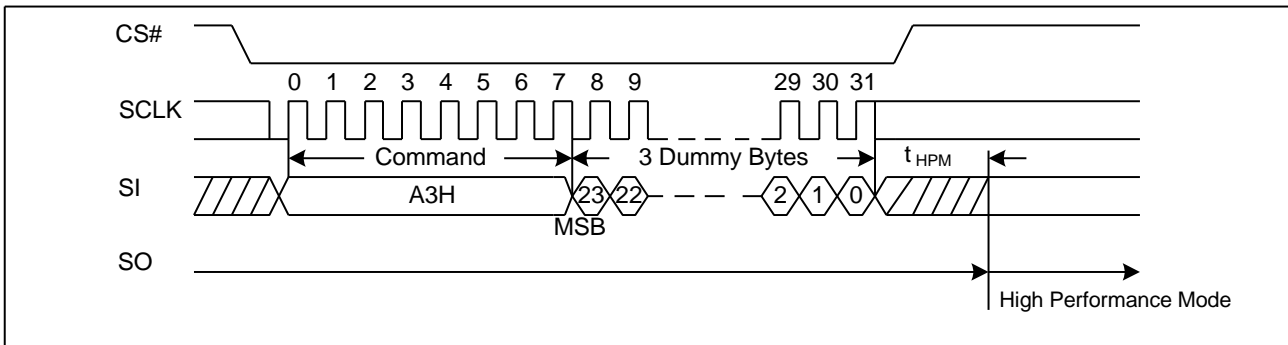 CS#
0 1 2 3 4 5 6 7 8 9 29 30 31
SCLK
Command 3 Dummy Bytes t HPM
SI A3H 23 22 2 1 0
MSB
SO
High Performance Mode